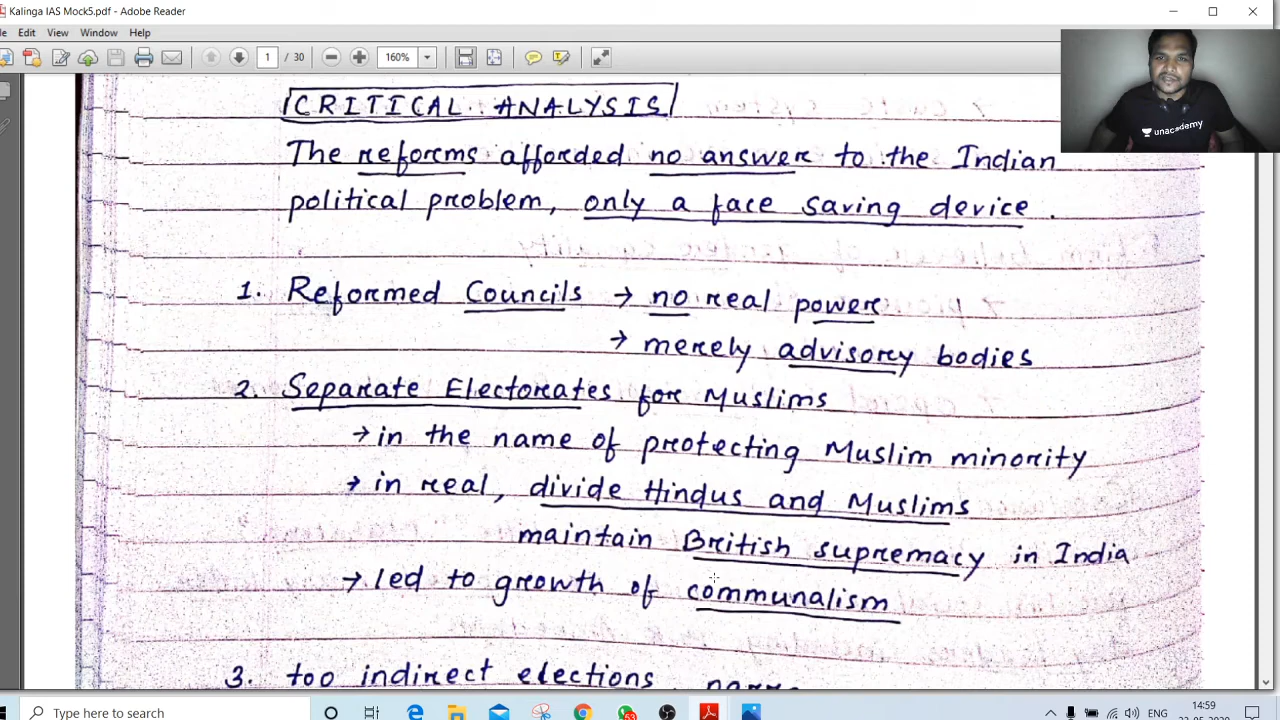 Kalinga IAS Mock5.pdf - Adobe Reader
Edit View Window Help
1 / 30 160%
unacademy
CRITICAL ANALYSIS
The reforms afforded no answer to the Indian
political problem, only a face saving device.
1. Reformed Councils → no real power
→ merely advisory bodies
2. Separate Electorates for Muslims
→ in the name of protecting Muslim minority
→ in real, divide Hindus and Muslims
maintain British supremacy in India
→ led to growth of communalism
3. too indirect elections,
Type here to search
14:59